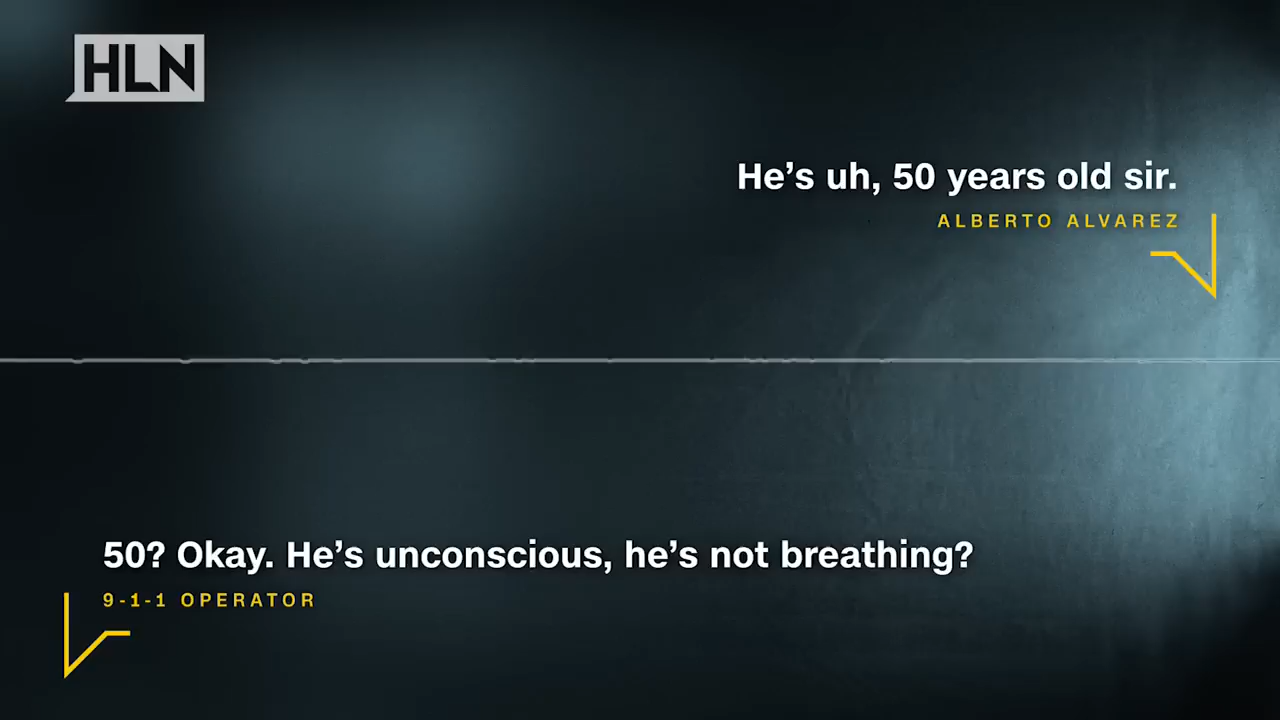 HLN
He's uh, 50 years old sir.
ALBERTO ALVAREZ
50? Okay. He's unconscious, he's not breathing?
9-1-1 OPERATOR